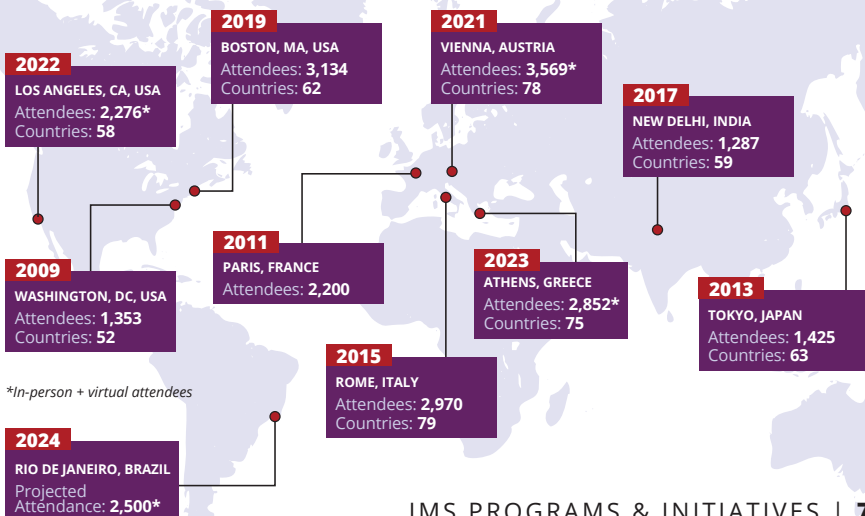 2019
BOSTON, MA, USA
Attendees: 3,134
Countries: 62
2021
VIENNA, AUSTRIA
Attendees: 3,569*
Countries: 78
2022
LOS ANGELES, CA, USA
Attendees: 2,276*
Countries: 58
2017
NEW DELHI, INDIA
Attendees: 1,287
Countries: 59
2011
PARIS, FRANCE
Attendees: 2,200
2023
ATHENS, GREECE
Attendees: 2,852*
Countries: 75
2009
WASHINGTON, DC, USA
Attendees: 1,353
Countries: 52
2013
TOKYO, JAPAN
Attendees: 1,425
Countries: 63
2015
ROME, ITALY
Attendees: 2,970
Countries: 79
*In-person + virtual attendees
2024
RIO DE JANEIRO, BRAZIL
Projected
Attendance: 2,500*
IMS PROGRAMS & INITIATIVES |